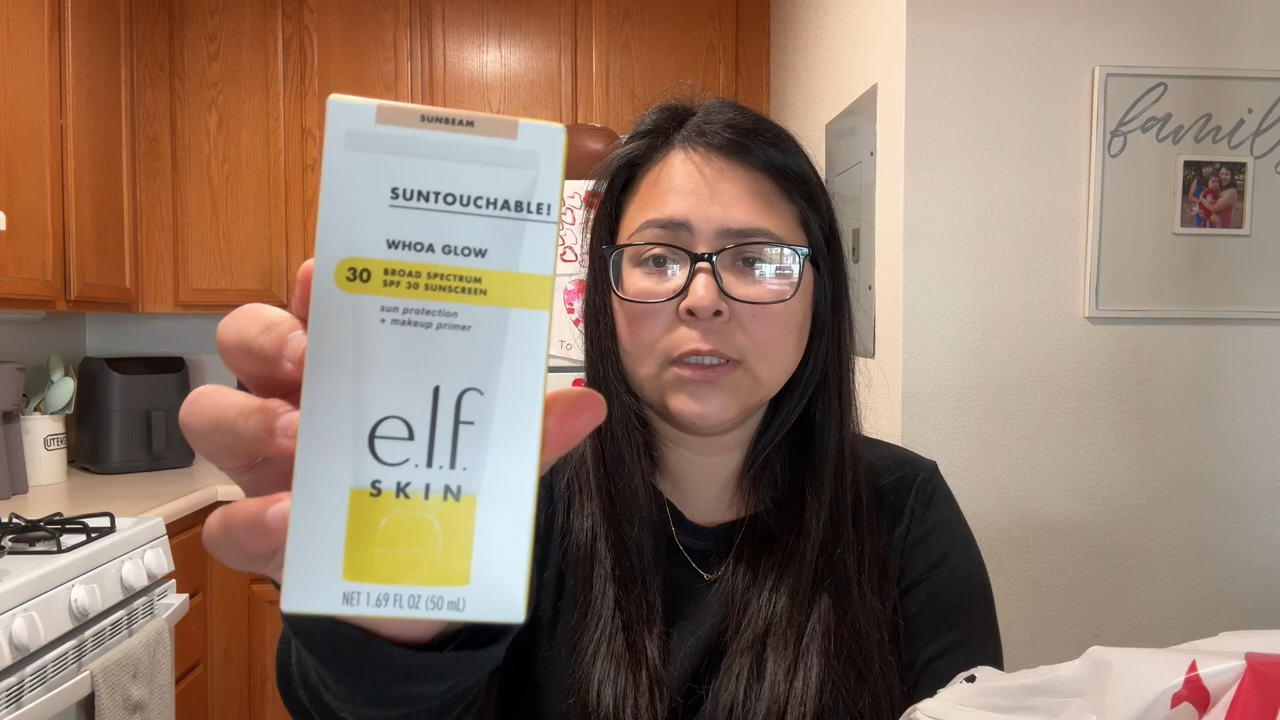 SUNBEAM
SUNTOUCHABLE!
WHOA GLOW
30 BROAD SPECTRUM
SPF 30 SUNSCREEN
sun protection
+ makeup primer
e.l.f.
SKIN
NET 1.69 FL OZ (50 mL)
To